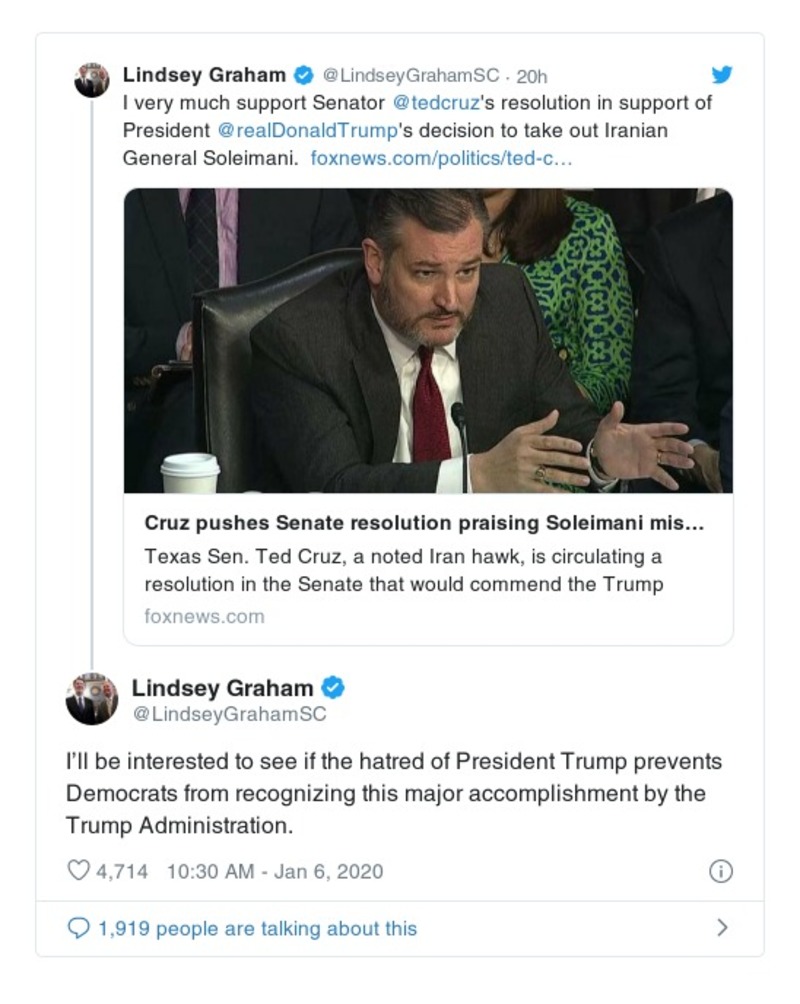 Lindsey Graham @LindseyGrahamSC · 20h
I very much support Senator @tedcruz's resolution in support of
President @realDonaldTrump's decision to take out Iranian
General Soleimani. foxnews.com/politics/ted-c…
Cruz pushes Senate resolution praising Soleimani mis…
Texas Sen. Ted Cruz, a noted Iran hawk, is circulating a
resolution in the Senate that would commend the Trump
foxnews.com
Lindsey Graham
@LindseyGrahamSC
I’ll be interested to see if the hatred of President Trump prevents
Democrats from recognizing this major accomplishment by the
Trump Administration.
4,714 10:30 AM - Jan 6, 2020
1,919 people are talking about this